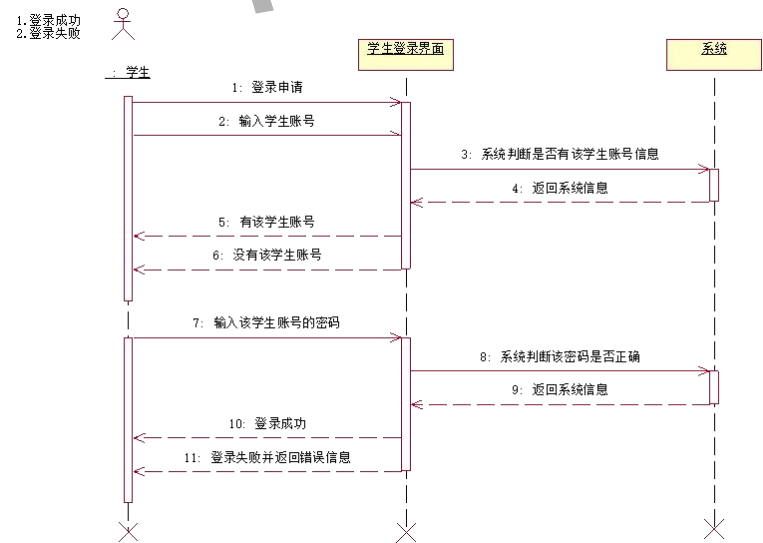 1.登录成功
2.登录失败
: 学生
学生登录界面
系统
1: 登录申请
2: 输入学生账号
3: 系统判断是否有该学生账号信息
4: 返回系统信息
5: 有该学生账号
6: 没有该学生账号
7: 输入该学生账号的密码
8: 系统判断该密码是否正确
9: 返回系统信息
10: 登录成功
11: 登录失败并返回错误信息